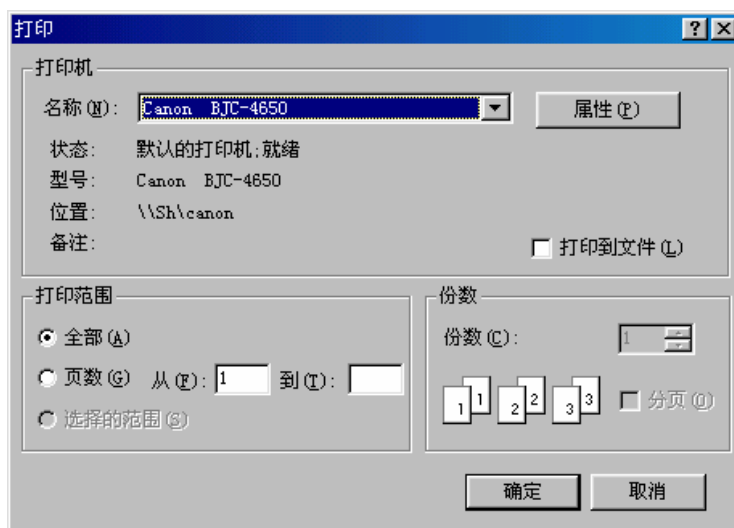 打印
打印机
名称(N): Canon BJC-4650 属性(P)
状态: 默认的打印机;就绪
型号: Canon BJC-4650
位置: \\Sh\canon
备注: 打印到文件(L)
打印范围
全部(A)
页数(G) 从(F): 1 到(T):
选择的范围(S)
份数
份数(C): 1
1 1 2 2 3 3 分页(O)
确定 取消